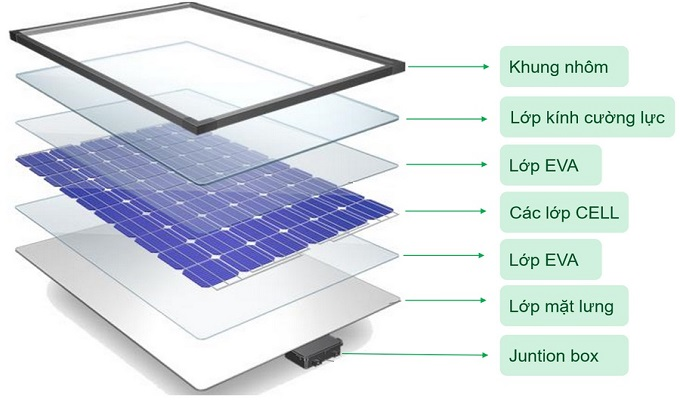 Khung nhôm
Lớp kính cường lực
Lớp EVA
Các lớp CELL
Lớp EVA
Lớp mặt lưng
Juntion box